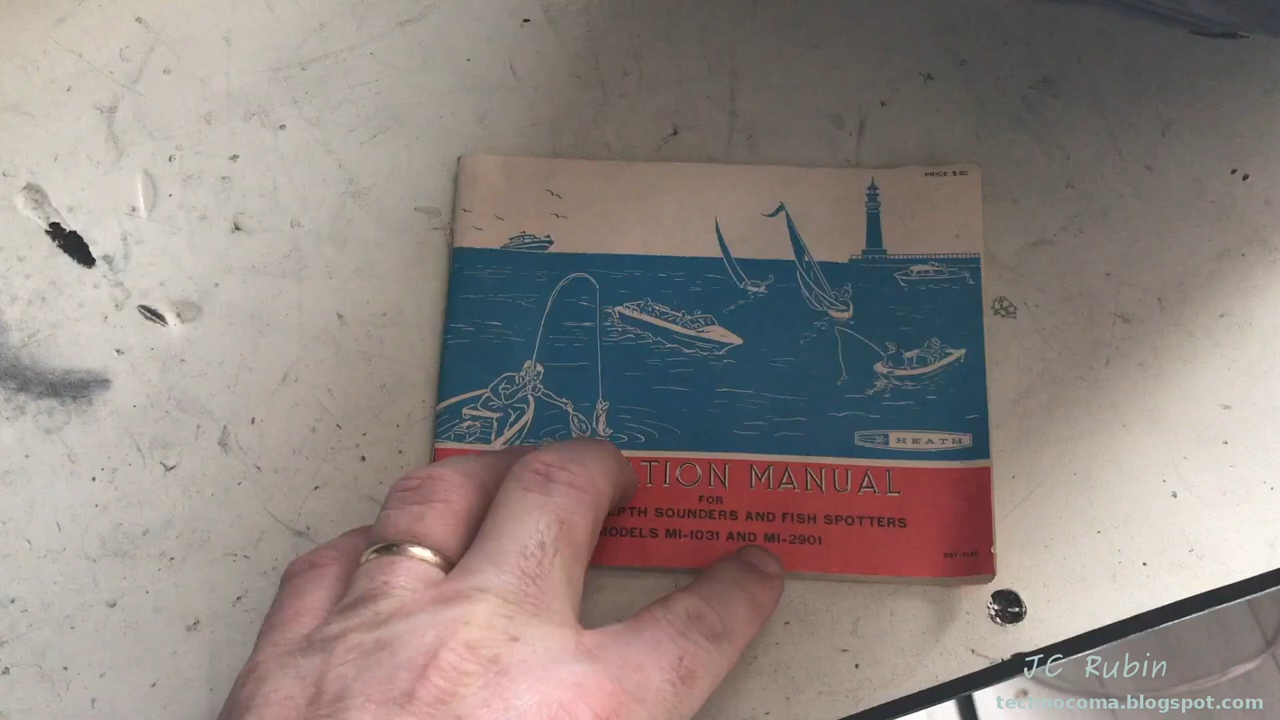 PRICE $.50
HEATH
ATION MANUAL
FOR
EPTH SOUNDERS AND FISH SPOTTERS
MODELS MI-1031 AND MI-2901
JC Rubin
technocoma.blogspot.com